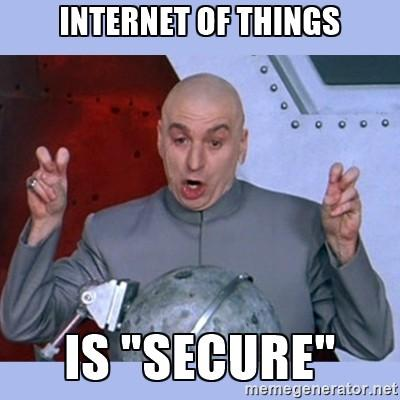 INTERNET OF THINGS
IS "SECURE"
memegenerator.net